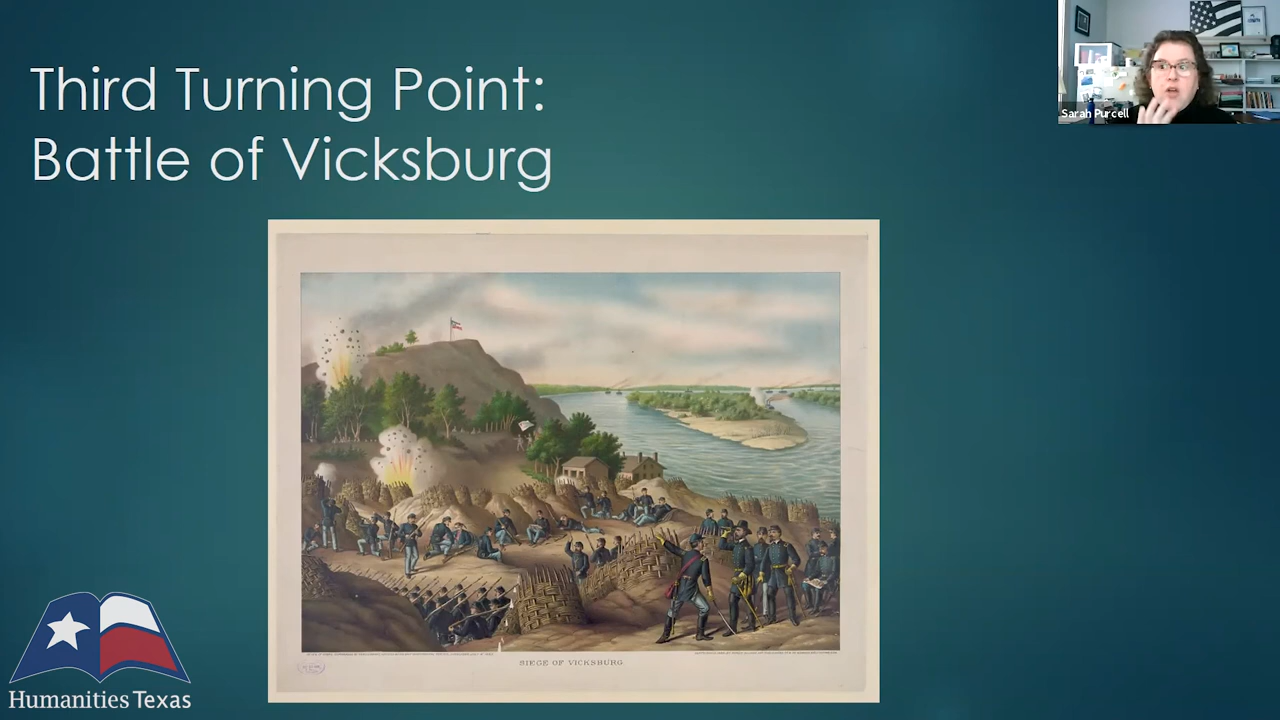 Third Turning Point:
Battle of Vicksburg
Sarah Purcell
SIEGE OF VICKSBURG
Humanities Texas